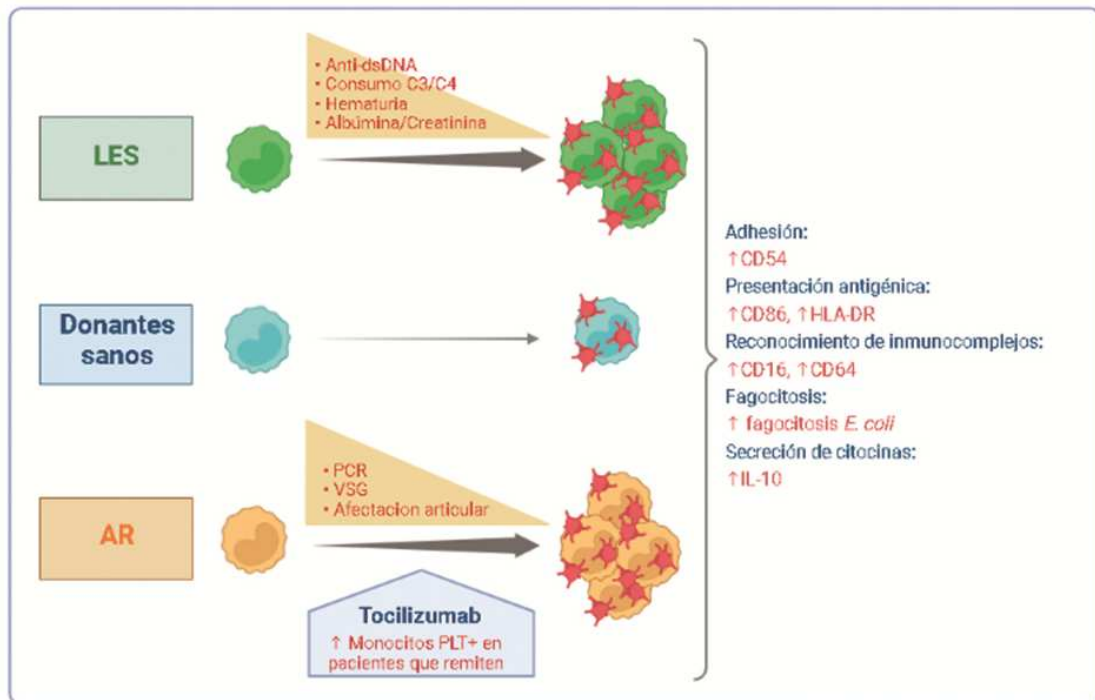 • Anti-dsDNA
• Consumo C3/C4
• Hematuria
• Albúmina/Creatinina
LES
Donantes
sanos
• PCR
• VSG
• Afectacion articular
AR
Tocilizumab
↑ Monocitos PLT+ en
pacientes que remiten
Adhesión:
↑CD54
Presentación antigénica:
↑CD86, ↑HLA-DR
Reconocimiento de inmunocomplejos:
↑CD16, ↑CD64
Fagocitosis:
↑ fagocitosis E. coli
Secreción de citocinas:
↑IL-10